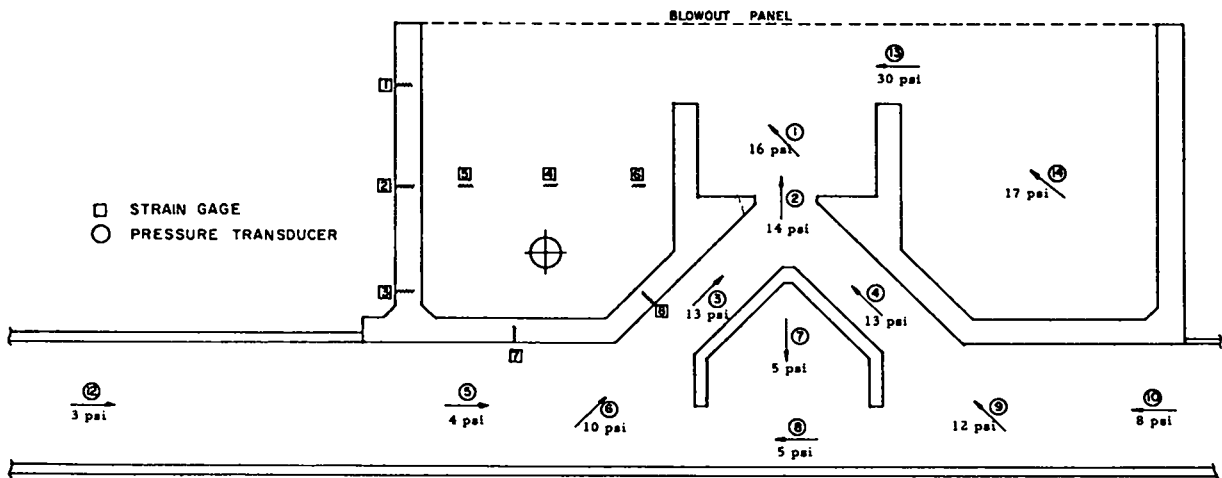 BLOWOUT PANEL
13
30 psi
1
1
16 psi
5
4
6
2
14
17 psi
2
14 psi
STRAIN GAGE
PRESSURE TRANSDUCER
3
8
3
13 psi
4
13 psi
7
7
5 psi
12
3 psi
5
4 psi
6
10 psi
8
5 psi
9
12 psi
10
8 psi